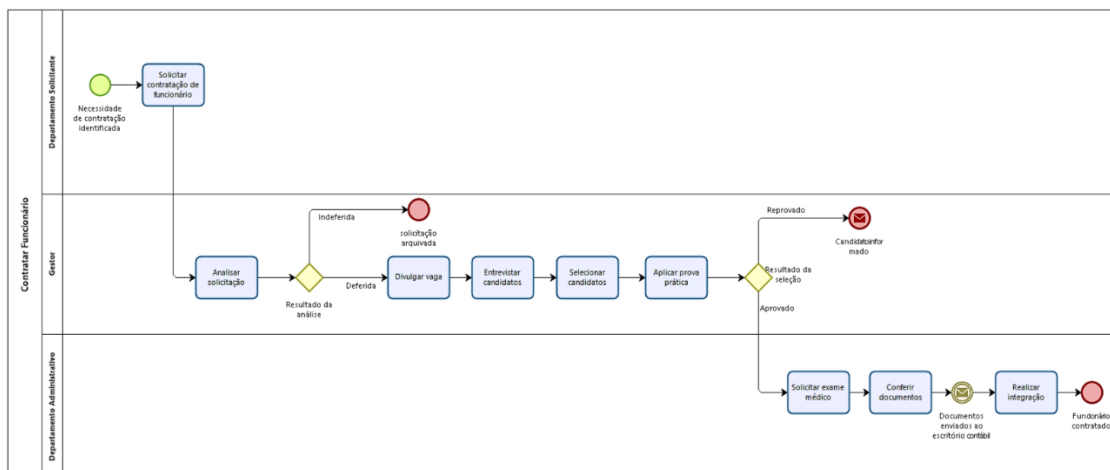 Contratar Funcionário
Departamento Solicitante
Necessidade
de contratação
identificada
Solicitar
contratação de
funcionário
Gestor
Analisar
solicitação
Resultado da
análise
Indeferida
solicitação
arquivada
Deferida
Divulgar vaga
Entrevistar
candidatos
Selecionar
candidatos
Aplicar prova
prática
Resultado da
seleção
Reprovado
Candidatoinfor
mado
Aprovado
Departamento Administrativo
Solicitar exame
médico
Conferir
documentos
Documentos
enviados ao
escritório contábil
Realizar
integração
Funcionário
contratado